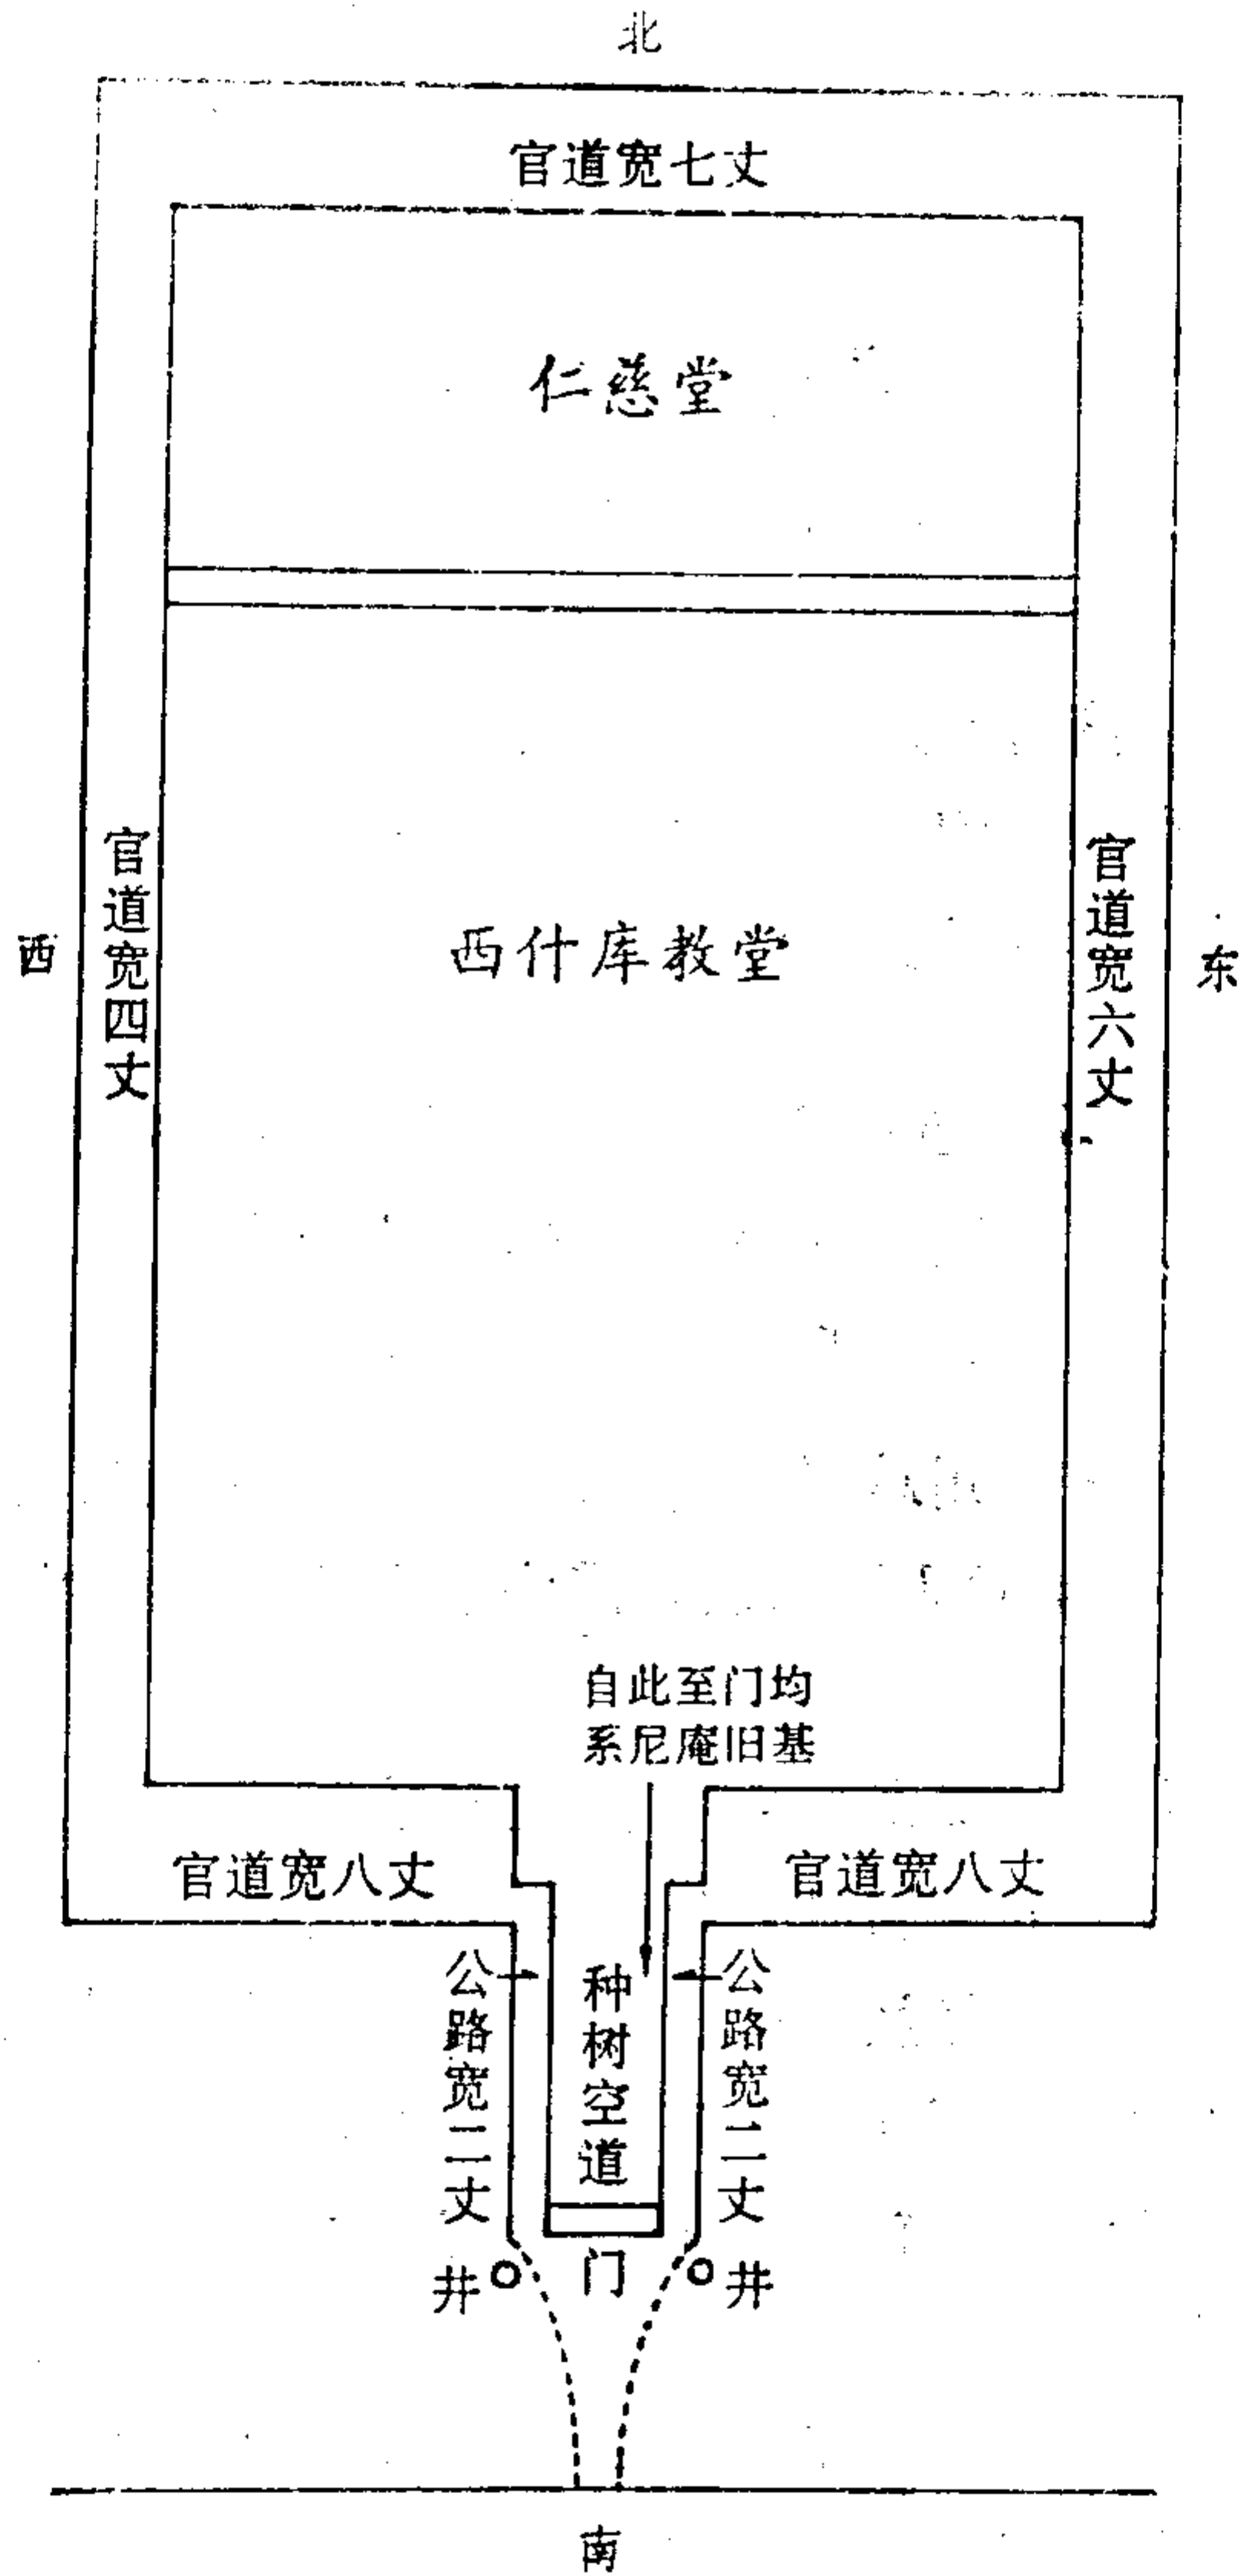 北
官道宽七丈
仁慈堂
官道宽四丈
西
西什库教堂
官道宽六丈
东
自此至门均
系尼庵旧基
官道宽八丈
官道宽八丈
公路宽二丈
种树空道
公路宽二丈
井
门
井
南